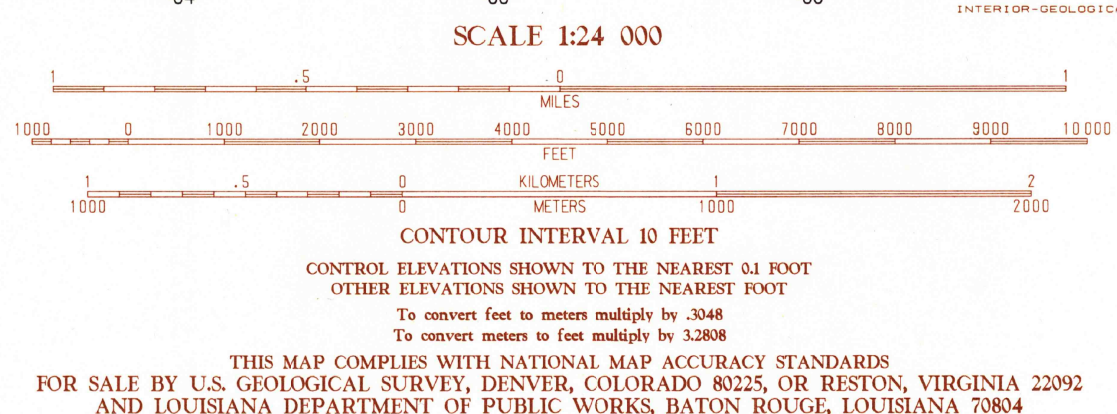 INTERIOR-GEOLOGIC
SCALE 1:24 000
1 .5 0 1
MILES
1000 0 1000 2000 3000 4000 5000 6000 7000 8000 9000 10 000
FEET
1 .5 0 KILOMETERS 1 2
1000 0 METERS 1000 2000
CONTOUR INTERVAL 10 FEET
CONTROL ELEVATIONS SHOWN TO THE NEAREST 0.1 FOOT
OTHER ELEVATIONS SHOWN TO THE NEAREST FOOT
To convert feet to meters multiply by .3048
To convert meters to feet multiply by 3.2808
THIS MAP COMPLIES WITH NATIONAL MAP ACCURACY STANDARDS
FOR SALE BY U.S. GEOLOGICAL SURVEY, DENVER, COLORADO 80225, OR RESTON, VIRGINIA 22092
AND LOUISIANA DEPARTMENT OF PUBLIC WORKS, BATON ROUGE, LOUISIANA 70804